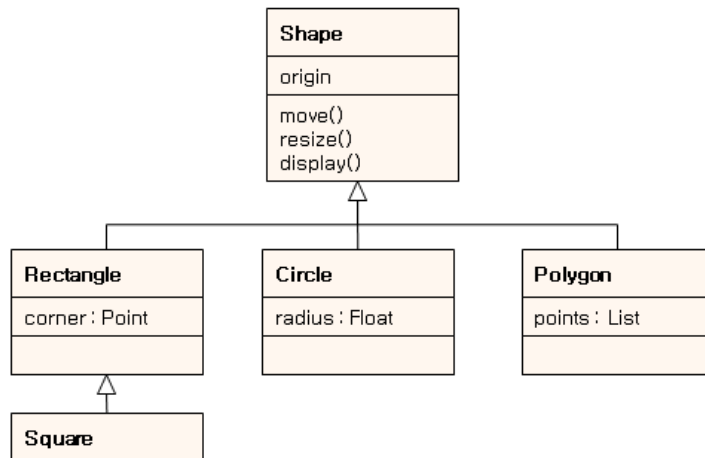 Shape
origin
move()
resize()
display()
Rectangle
corner : Point
Circle
radius : Float
Polygon
points : List
Square